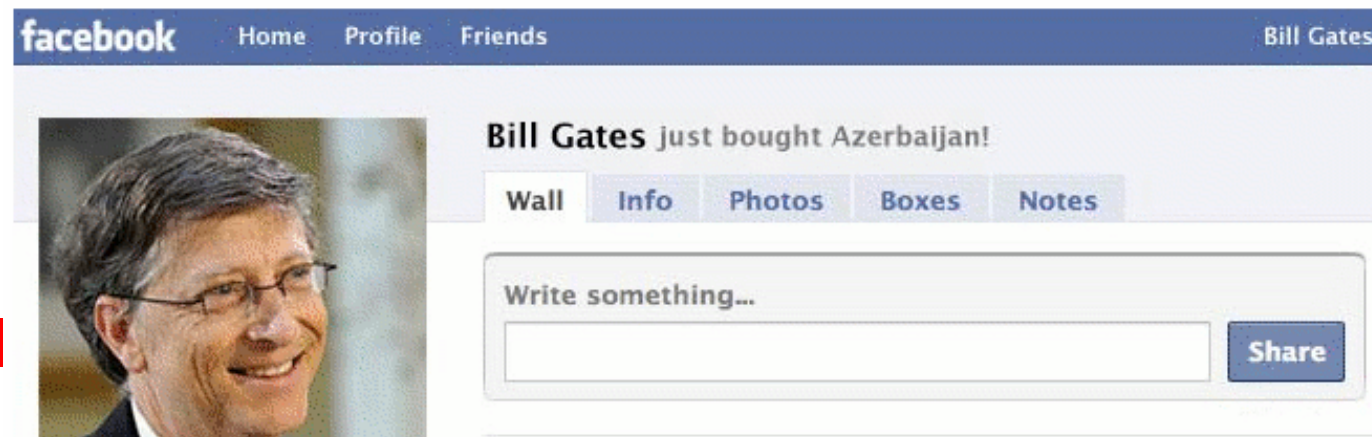 facebook Home Profile Friends Bill Gates
Bill Gates just bought Azerbaijan!
Wall Info Photos Boxes Notes
Write something...
Share